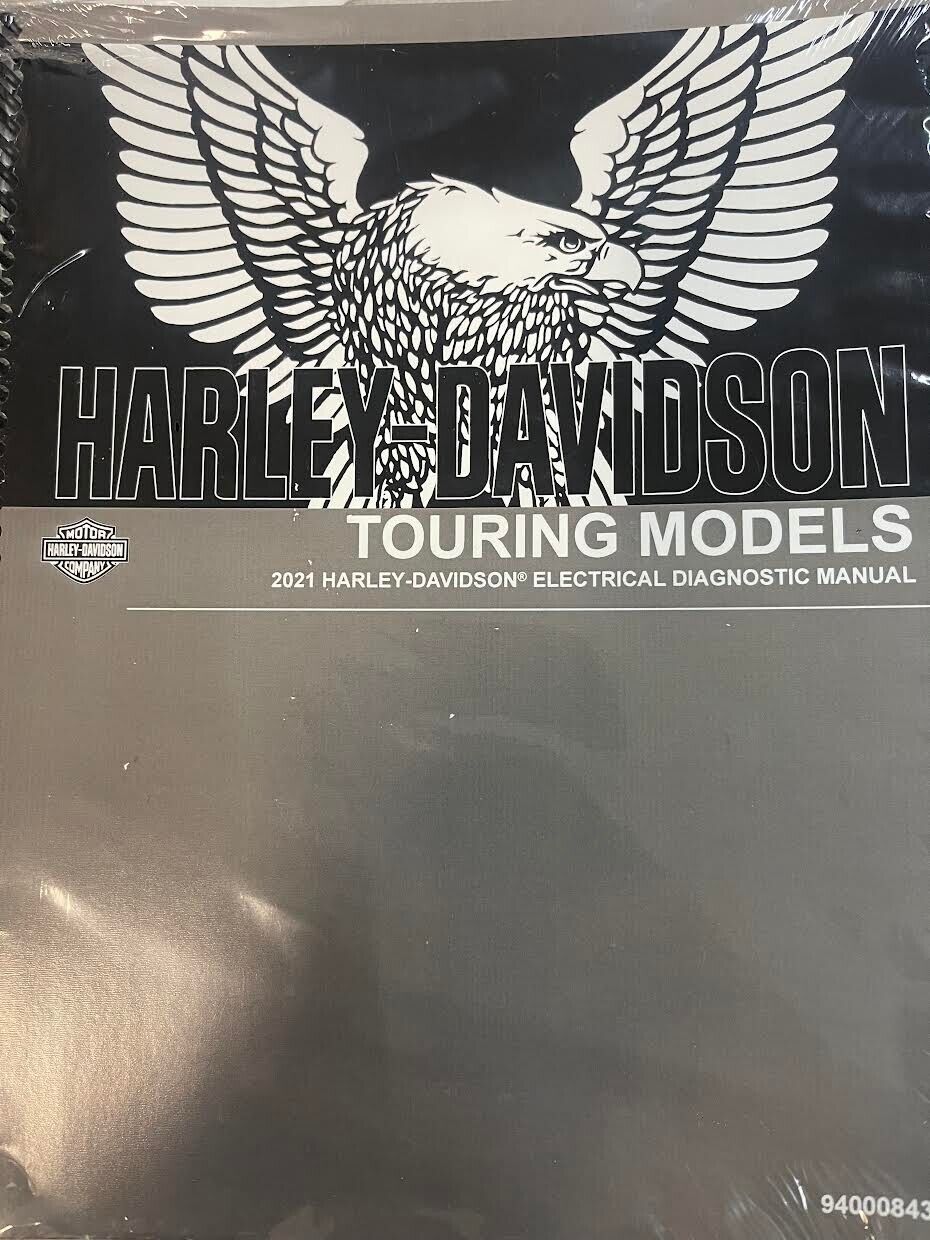 HARLEY-DAVIDSON
TOURING MODELS
MOTOR
HARLEY-DAVIDSON
COMPANY
2021 HARLEY-DAVIDSON® ELECTRICAL DIAGNOSTIC MANUAL
94000843